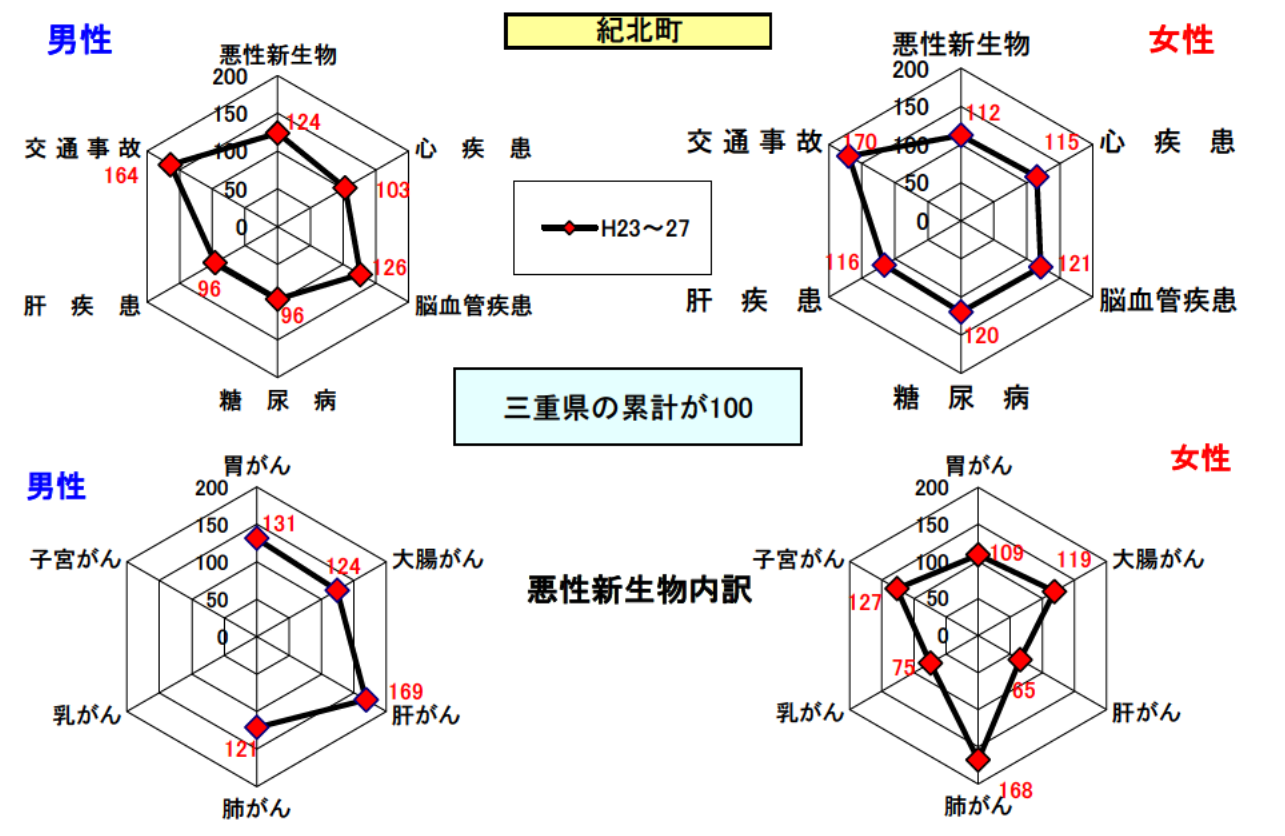 紀北町
男性
悪性新生物
200
150
100
50
0
124
心疾患
103
脳血管疾患
126
糖尿病
96
肝疾患
96
交通事故
164
H23～27
女性
悪性新生物
200
150
100
50
0
112
心疾患
115
脳血管疾患
121
糖尿病
120
肝疾患
116
交通事故
170
三重県の累計が100
男性
胃がん
200
150
100
50
0
131
大腸がん
124
肝がん
169
肺がん
121
乳がん
子宮がん
悪性新生物内訳
女性
胃がん
200
150
100
50
0
109
大腸がん
119
肝がん
65
肺がん
168
乳がん
75
子宮がん
127